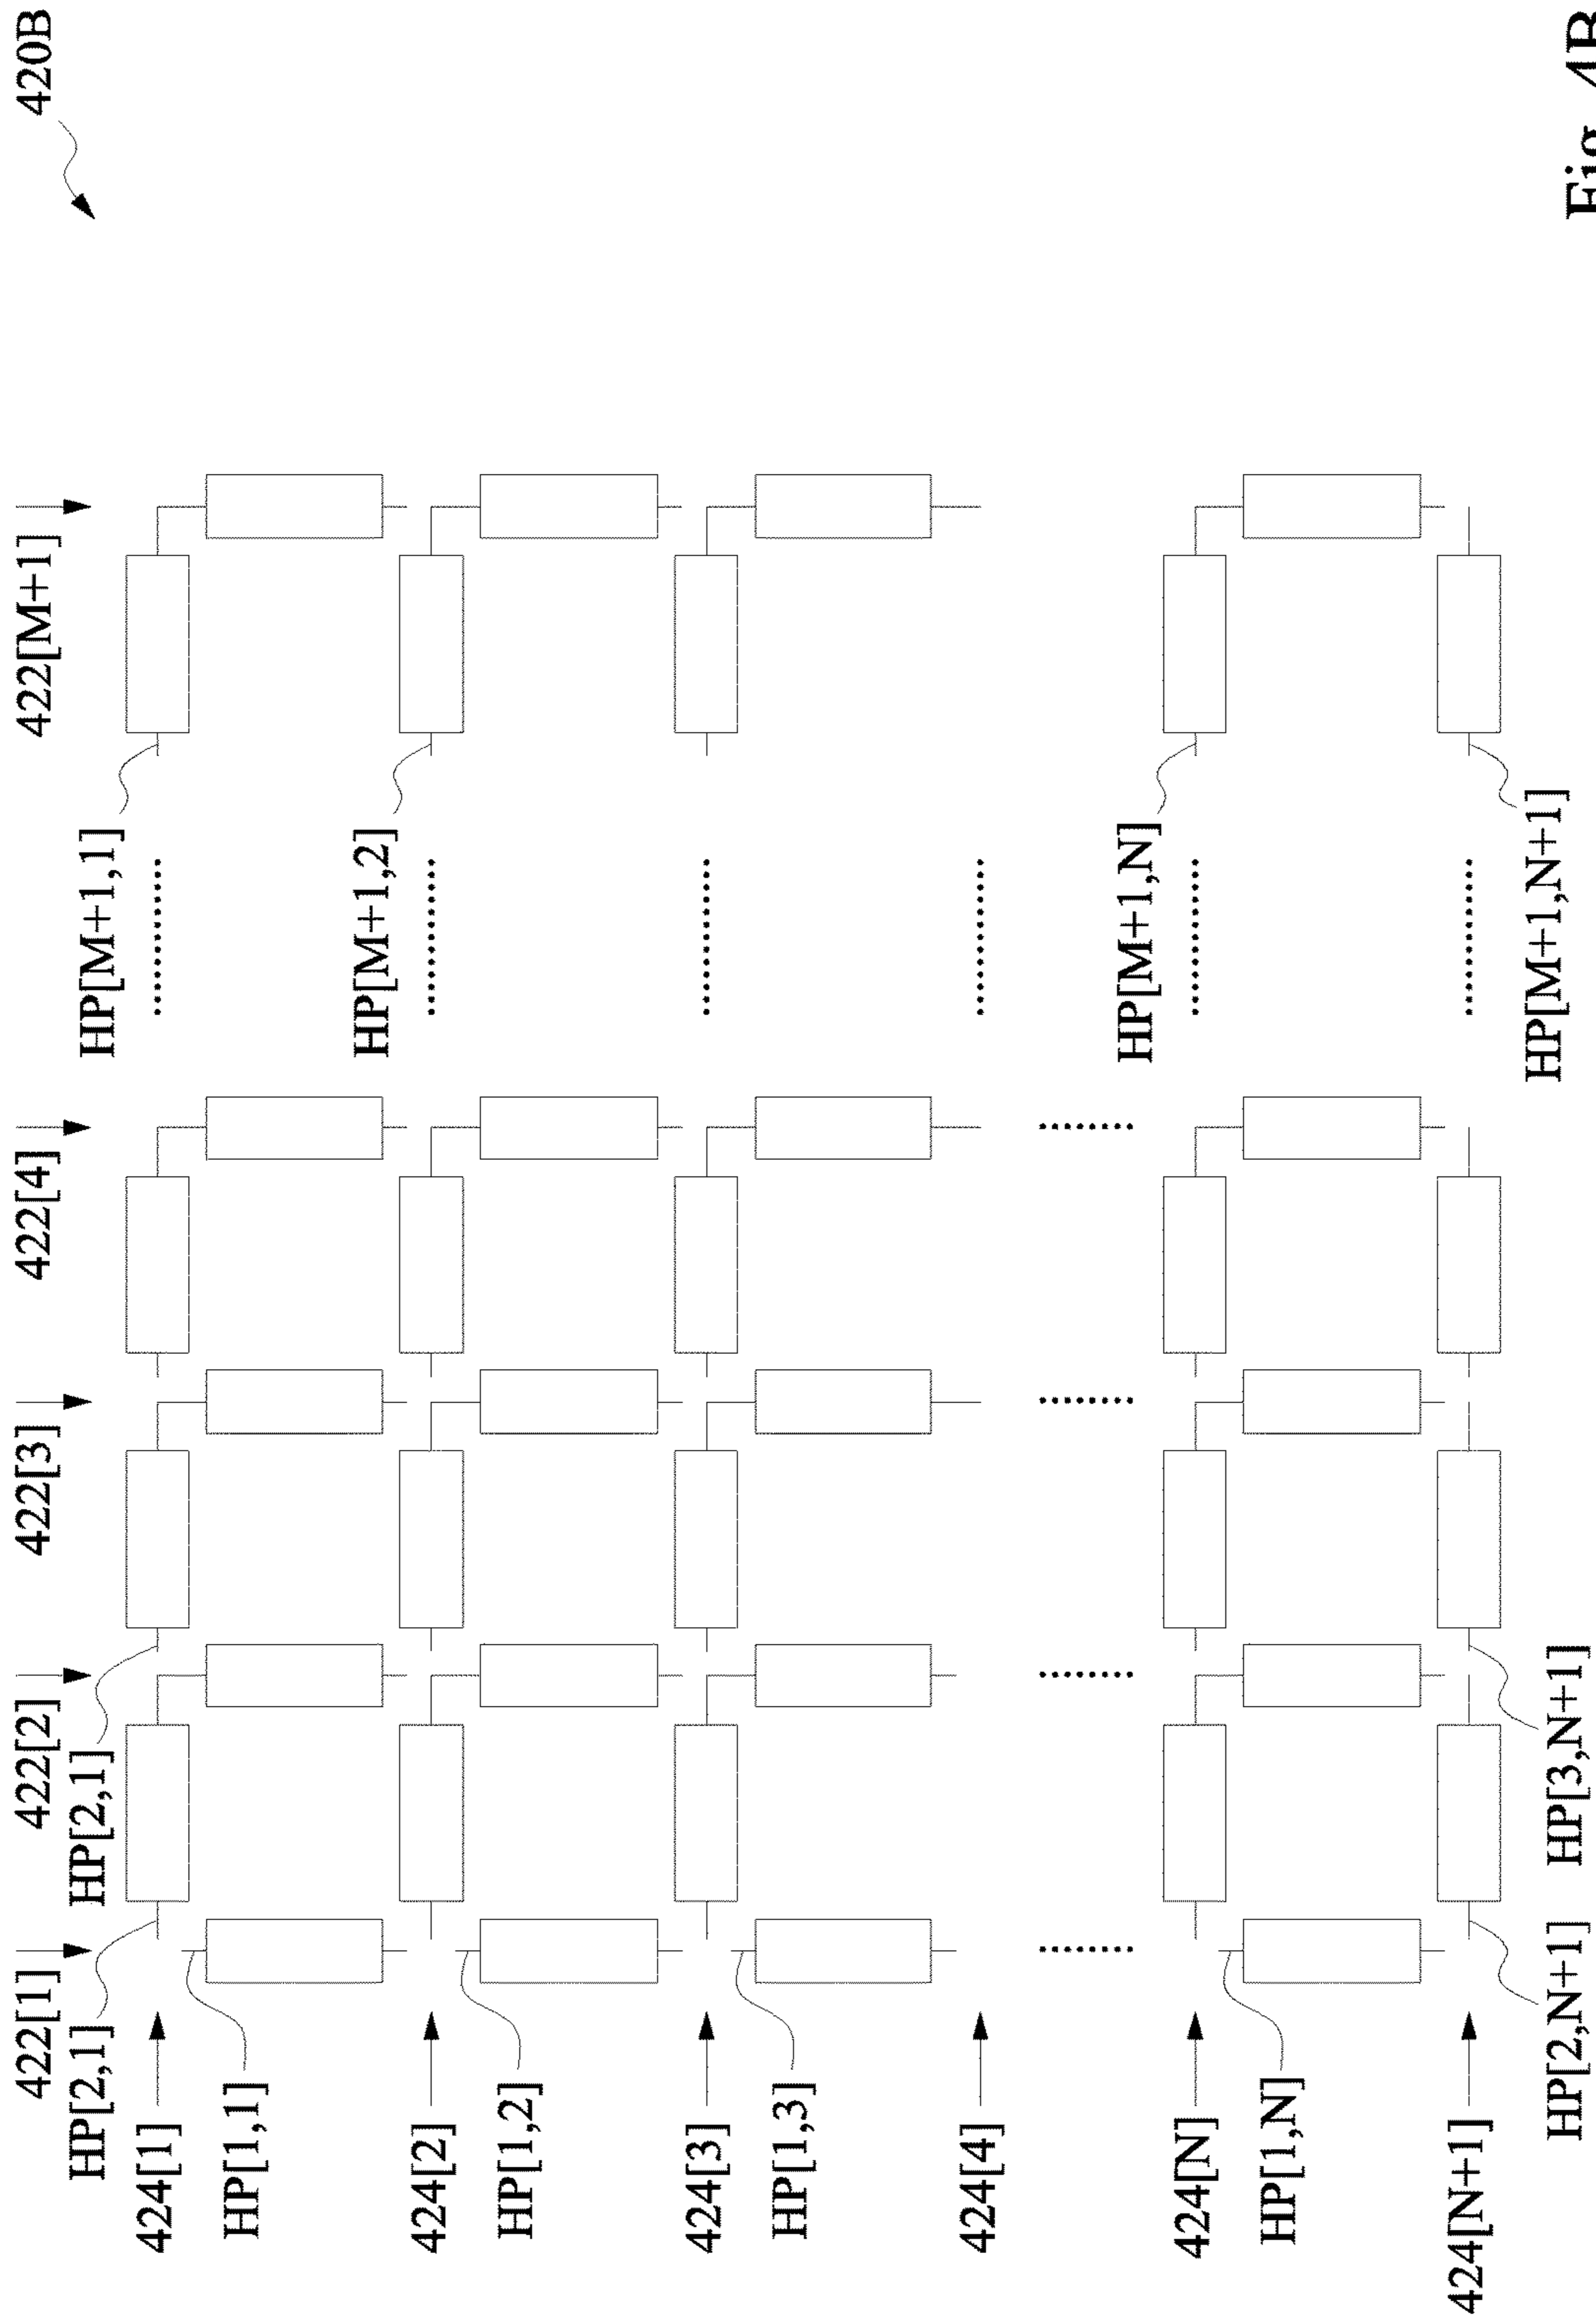 422[1] 422[2] 422[3] 422[4] 422[M+1] 420B
HP[2,1] HP[2,1] HP[M+1,1]
424[1]
HP[1,1]
HP[M+1,2]
424[2]
HP[1,2]
424[3]
HP[1,3]
424[4]
HP[M+1,N]
424[N]
HP[1,N]
424[N+1]
HP[M+1,N+1]
HP[2,N+1] HP[3,N+1]
Fig. 4B